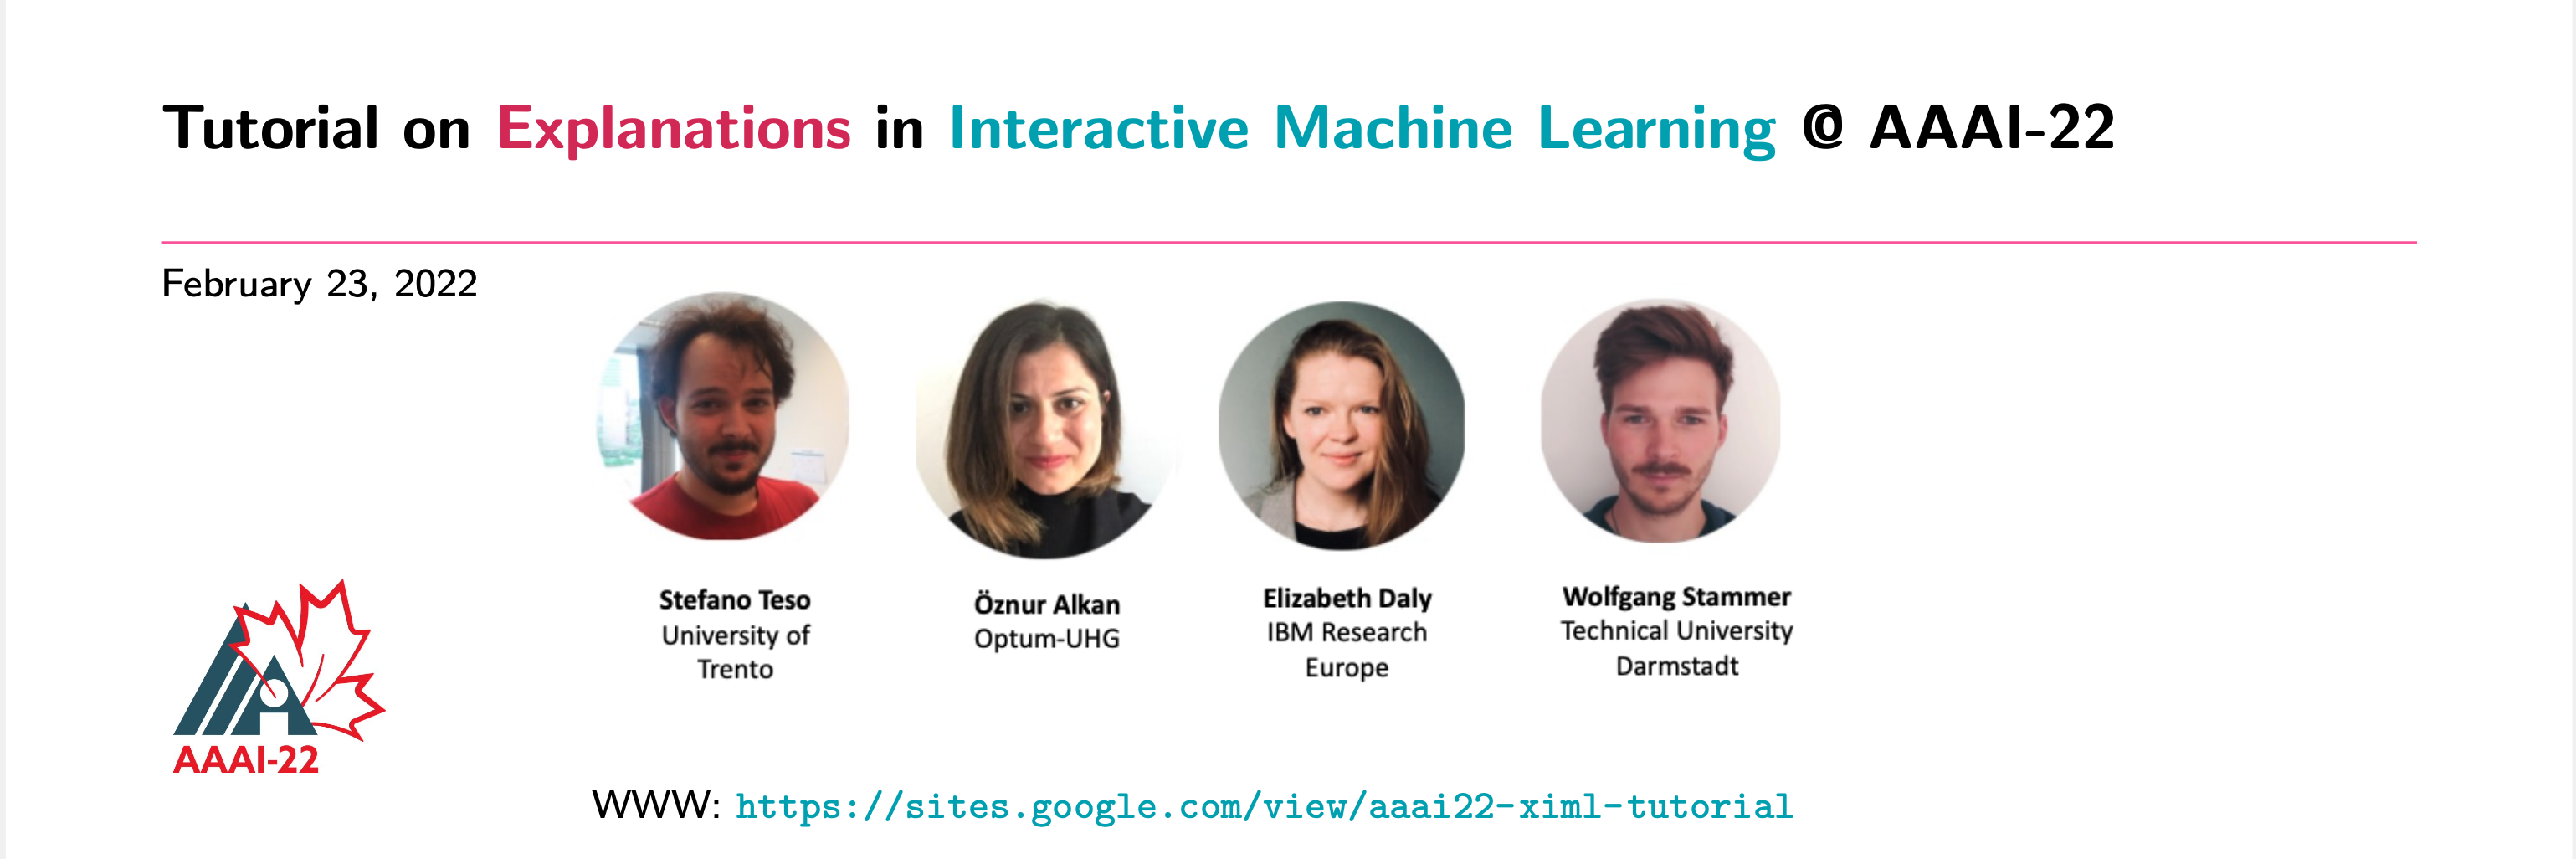 Tutorial on Explanations in Interactive Machine Learning @ AAAI-22
February 23, 2022
Stefano Teso
University of
Trento
Öznur Alkan
Optum-UHG
Elizabeth Daly
IBM Research
Europe
Wolfgang Stammer
Technical University
Darmstadt
AAAI-22
WWW: https://sites.google.com/view/aaai22-ximl-tutorial